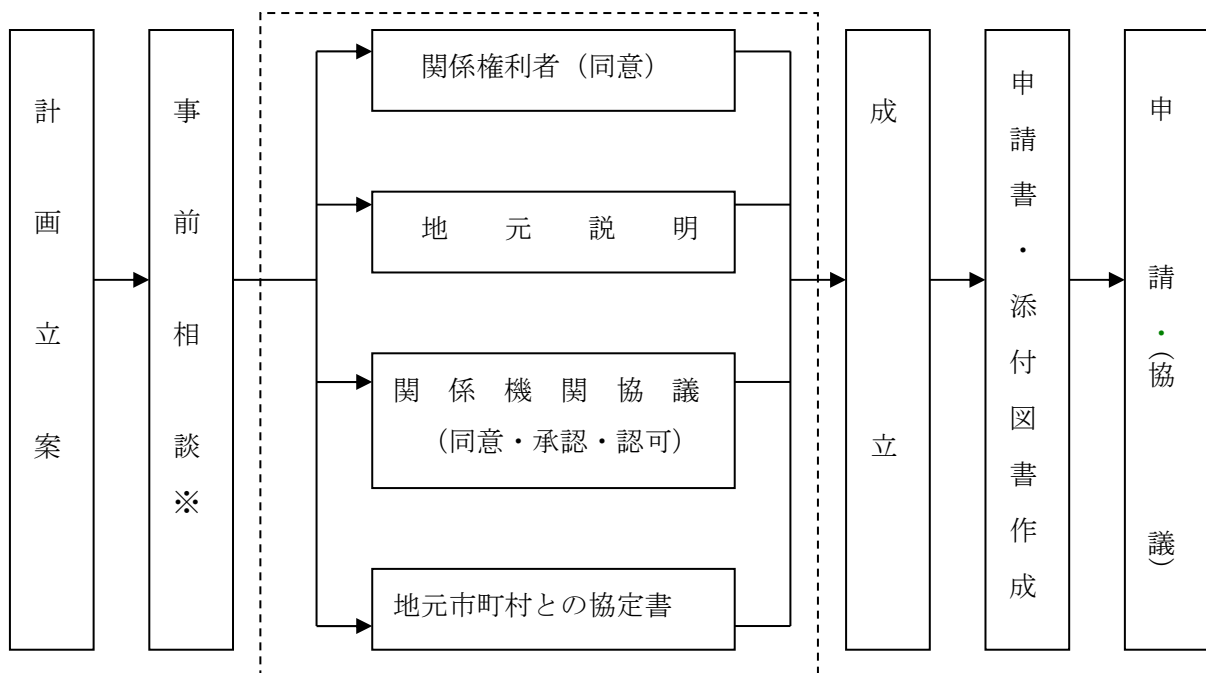 計画立案
事前相談※
関係権利者（同意）
地元説明
関係機関協議
（同意・承認・認可）
地元市町村との協定書
成立
申請書・添付図書作成
申請・（協議）